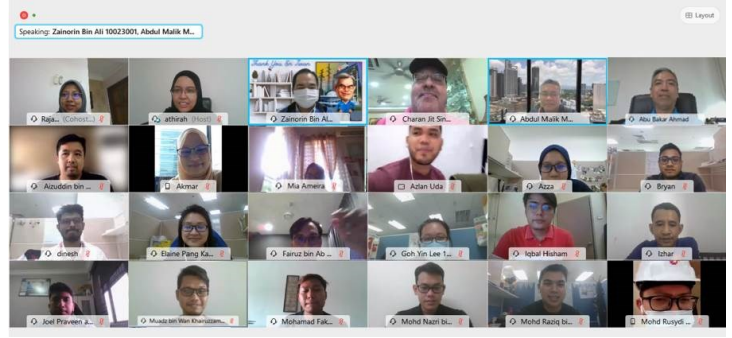 Layout
Speaking: Zainorin Bin Ali 10023001, Abdul Malik M...
Thank You
Raja... (Cohost...)
athirah (Host)
Zainorin Bin Al...
Charan Jit Sin...
Abdul Malik M...
Abu Bakar Ahmad
Aizuddin bin ...
Akmar
Mia Ameira
Azlan Uda
Azza
Bryan
dinesh
Elaine Pang Ka...
Fairuz bin Ab ...
Goh Yin Lee 1...
Iqbal Hisham
Izhar
Joel Praveen a...
Muadz bin Wan Khairuzzam...
Mohamad Fak...
Mohd Nazri bi...
Mohd Raziq bi...
Mohd Rusydi ...